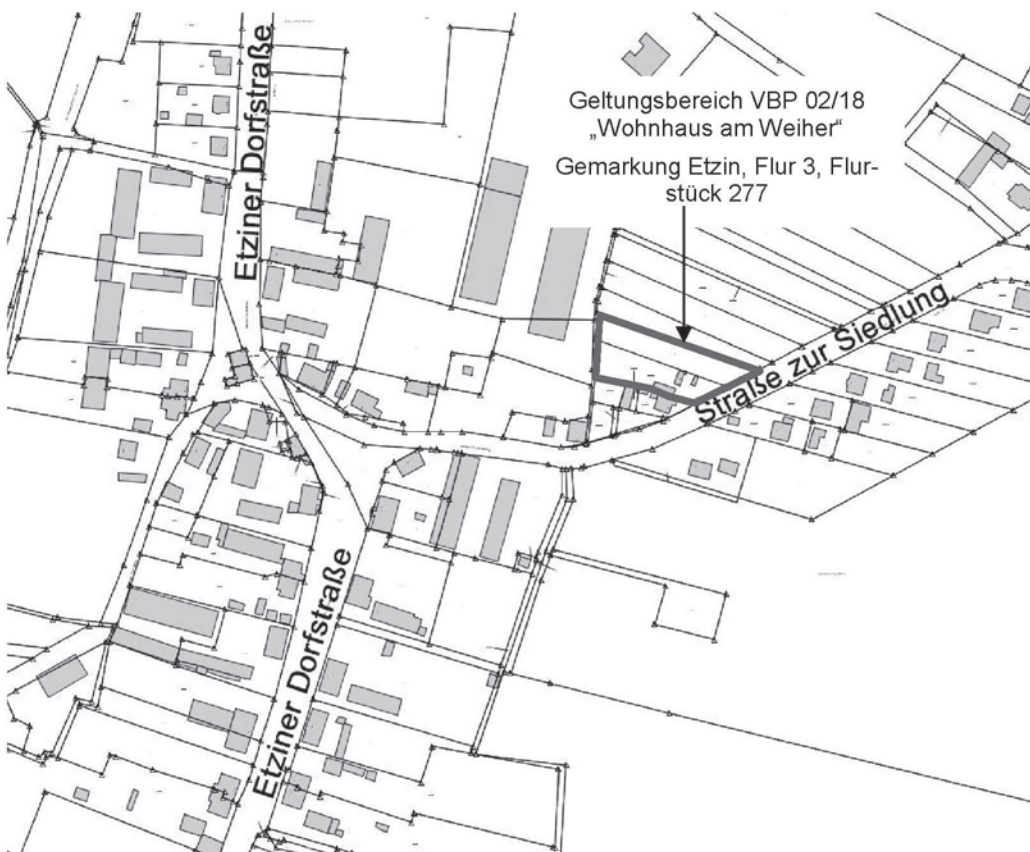 Geltungsbereich VBP 02/18
„Wohnhaus am Weiher“
Gemarkung Etzin, Flur 3, Flur-
stück 277
Etziner Dorfstraße
Straße zur Siedlung
Etziner Dorfstraße